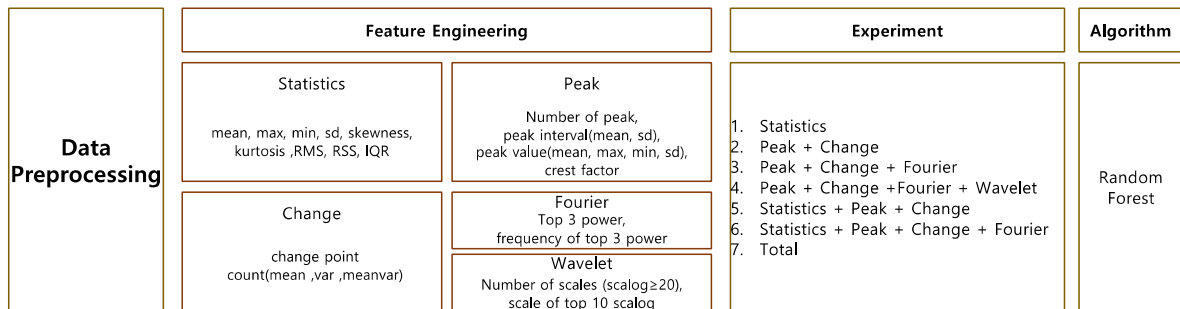 Data
Preprocessing
Feature Engineering
Statistics
mean, max, min, sd, skewness,
kurtosis ,RMS, RSS, IQR
Peak
Number of peak,
peak interval(mean, sd),
peak value(mean, max, min, sd),
crest factor
Change
change point
count(mean ,var ,meanvar)
Fourier
Top 3 power,
frequency of top 3 power
Wavelet
Number of scales (scalog≥20),
scale of top 10 scalog
Experiment
1. Statistics
2. Peak + Change
3. Peak + Change + Fourier
4. Peak + Change +Fourier + Wavelet
5. Statistics + Peak + Change
6. Statistics + Peak + Change + Fourier
7. Total
Algorithm
Random
Forest